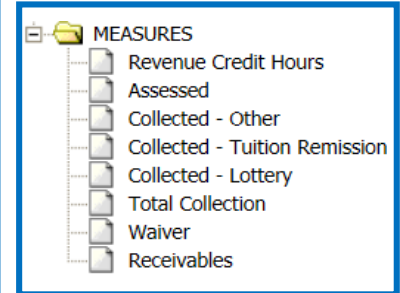 MEASURES
Revenue Credit Hours
Assessed
Collected - Other
Collected - Tuition Remission
Collected - Lottery
Total Collection
Waiver
Receivables